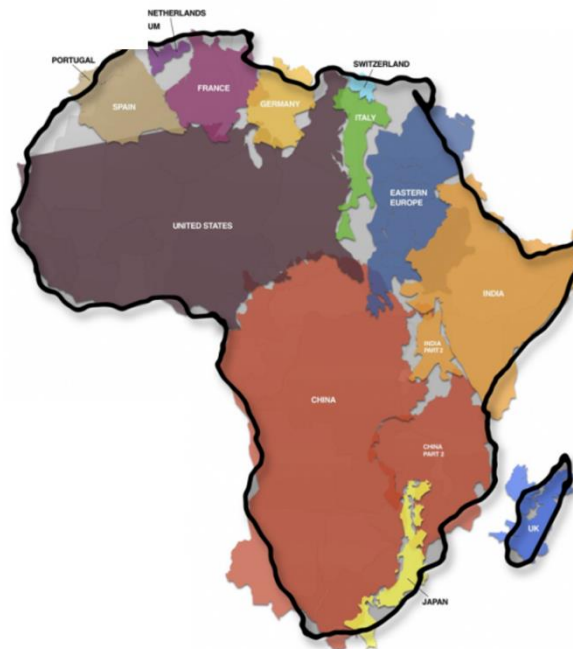 NETHERLANDS
UM
PORTUGAL
SWITZERLAND
FRANCE
SPAIN
GERMANY
ITALY
EASTERN
EUROPE
UNITED STATES
INDIA
INDIA
PART 2
CHINA
CHINA
PART 2
UK
JAPAN